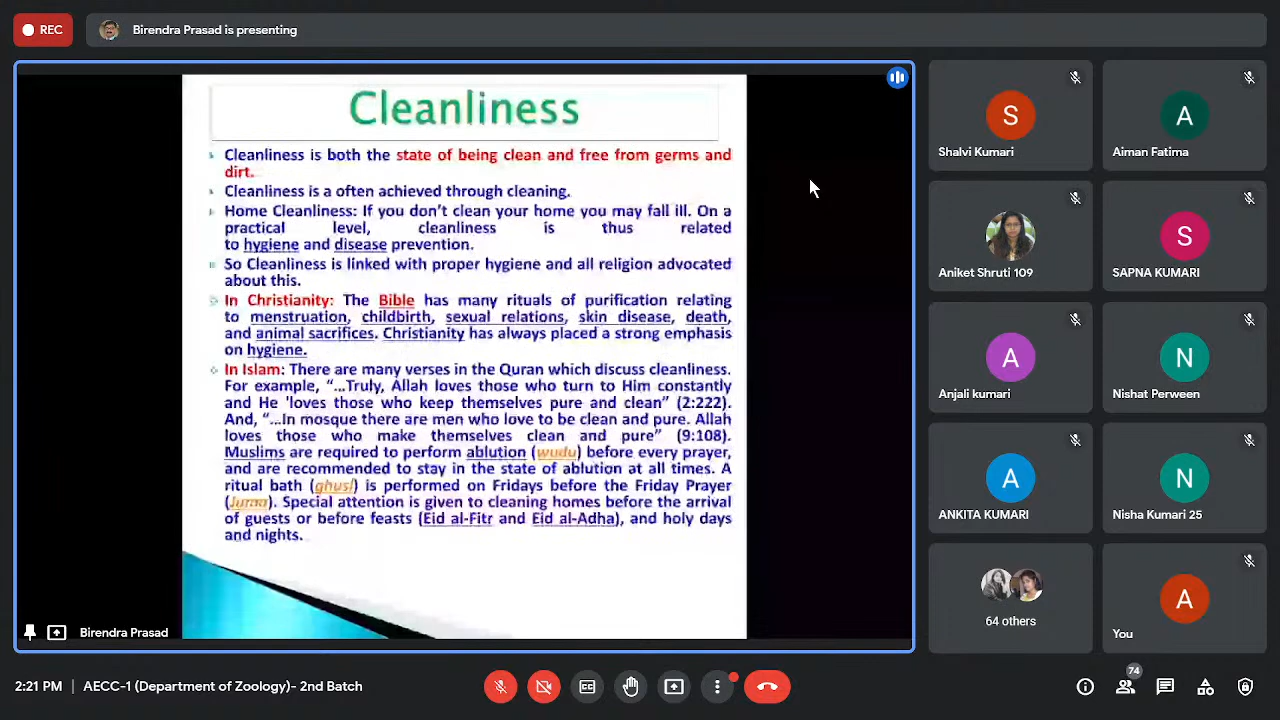 REC
Birendra Prasad is presenting
Cleanliness
Cleanliness is both the state of being clean and free from germs and
dirt.
Cleanliness is a often achieved through cleaning.
Home Cleanliness: If you don't clean your home you may fall ill. On a
practical level, cleanliness is thus related
to hygiene and disease prevention.
So Cleanliness is linked with proper hygiene and all religion advocated
about this.
In Christianity: The Bible has many rituals of purification relating
to menstruation, childbirth, sexual relations, skin disease, death,
and animal sacrifices. Christianity has always placed a strong emphasis
on hygiene.
In Islam: There are many verses in the Quran which discuss cleanliness.
For example, “…Truly, Allah loves those who turn to Him constantly
and He 'loves those who keep themselves pure and clean” (2:222).
And, “…In mosque there are men who love to be clean and pure. Allah
loves those who make themselves clean and pure” (9:108).
Muslims are required to perform ablution (wudu) before every prayer,
and are recommended to stay in the state of ablution at all times. A
ritual bath (ghusl) is performed on Fridays before the Friday Prayer
(Juma). Special attention is given to cleaning homes before the arrival
of guests or before feasts (Eid al-Fitr and Eid al-Adha), and holy days
and nights.
Birendra Prasad
S
Shalvi Kumari
A
Aiman Fatima
Aniket Shruti 109
S
SAPNA KUMARI
A
Anjali kumari
N
Nishat Perween
A
ANKITA KUMARI
N
Nisha Kumari 25
64 others
A
You
2:21 PM | AECC-1 (Department of Zoology)- 2nd Batch
74